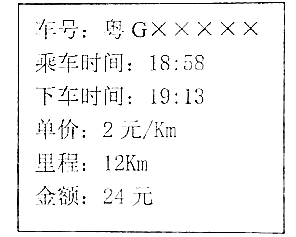 车号：粤 G×××××
乘车时间：18:58
下车时间：19:13
单价：2 元/Km
里程：12Km
金额：24 元